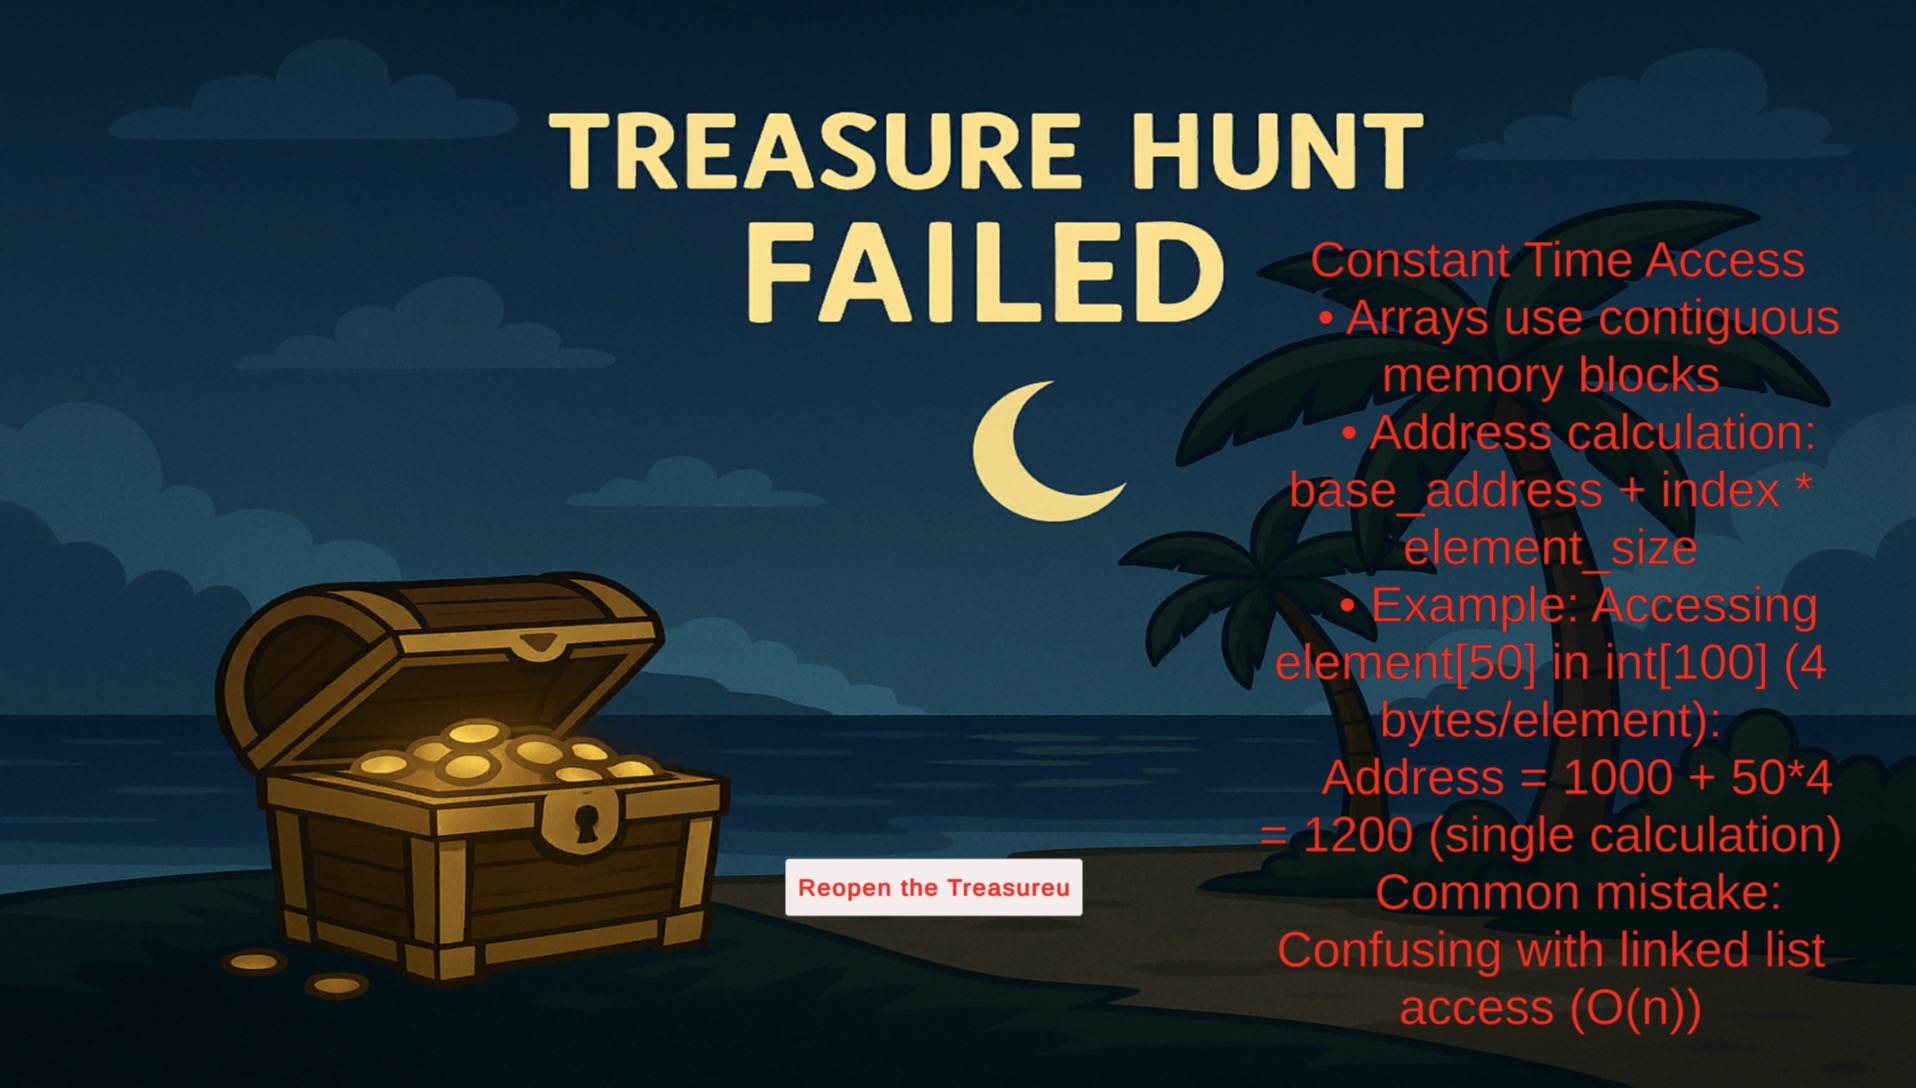 TREASURE HUNT
FAILED
Constant Time Access
• Arrays use contiguous
memory blocks
• Address calculation:
base_address + index *
element_size
• Example: Accessing
element[50] in int[100] (4
bytes/element):
Address = 1000 + 50*4
= 1200 (single calculation)
Common mistake:
Confusing with linked list
access (O(n))
Reopen the Treasureu